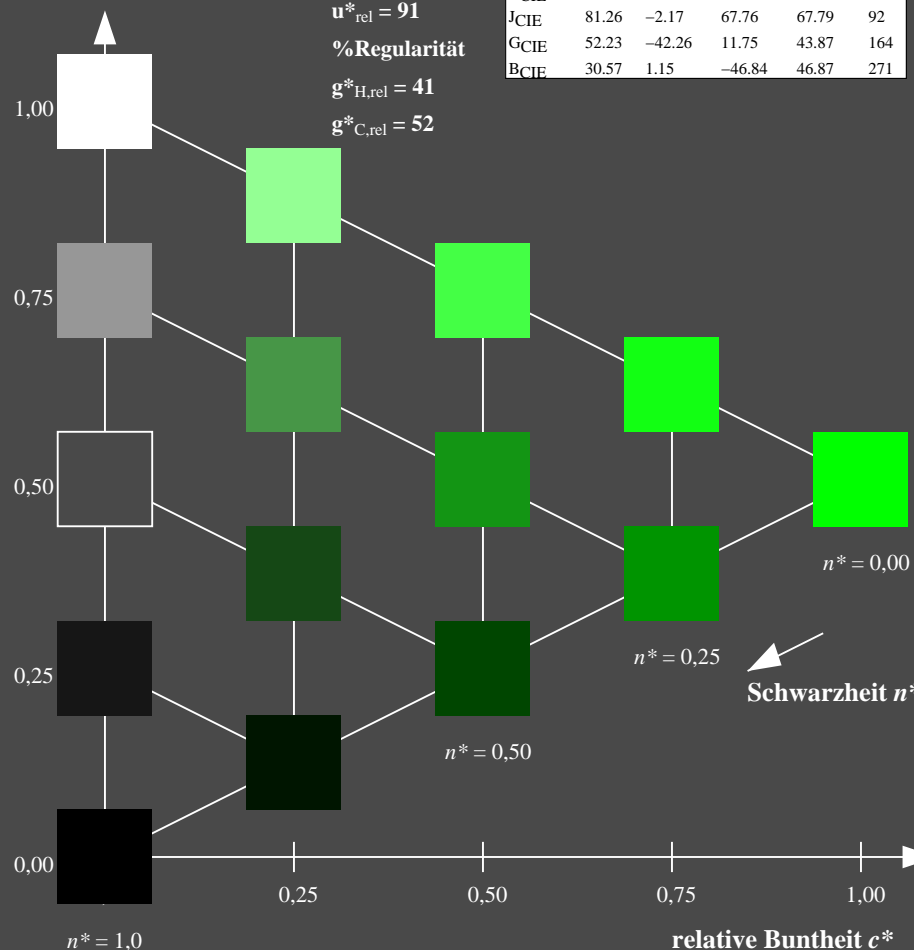 u*rel = 91
%Regularität
g*H,rel = 41
g*C,rel = 52
CIE
JCIE 81.26 −2.17 67.76 67.79 92
GCIE 52.23 −42.26 11.75 43.87 164
BCIE 30.57 1.15 −46.84 46.87 271
1,00
0,75
0,50
0,25
0,00
n* = 0,00
n* = 0,25
Schwarzheit n*
n* = 0,50
0,25 0,50 0,75 1,00
n* = 1,0
relative Buntheit c*